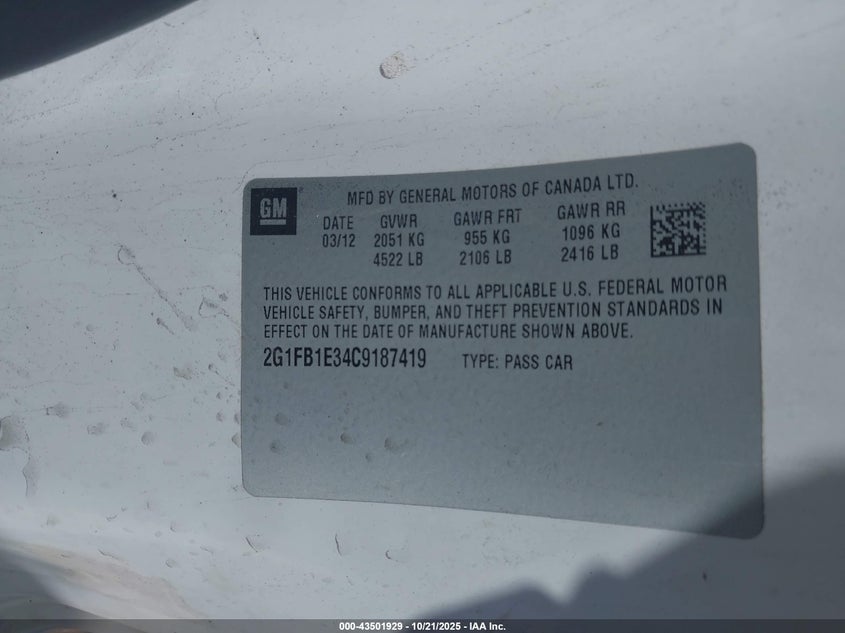 GM
MFD BY GENERAL MOTORS OF CANADA LTD.
DATE GVWR GAWR FRT GAWR RR
03/12 2051 KG 955 KG 1096 KG
4522 LB 2106 LB 2416 LB
THIS VEHICLE CONFORMS TO ALL APPLICABLE U.S. FEDERAL MOTOR
VEHICLE SAFETY, BUMPER, AND THEFT PREVENTION STANDARDS IN
EFFECT ON THE DATE OF MANUFACTURE SHOWN ABOVE.
2G1FB1E34C9187419 TYPE: PASS CAR
000-43501929 - 10/21/2025 - IAA Inc.